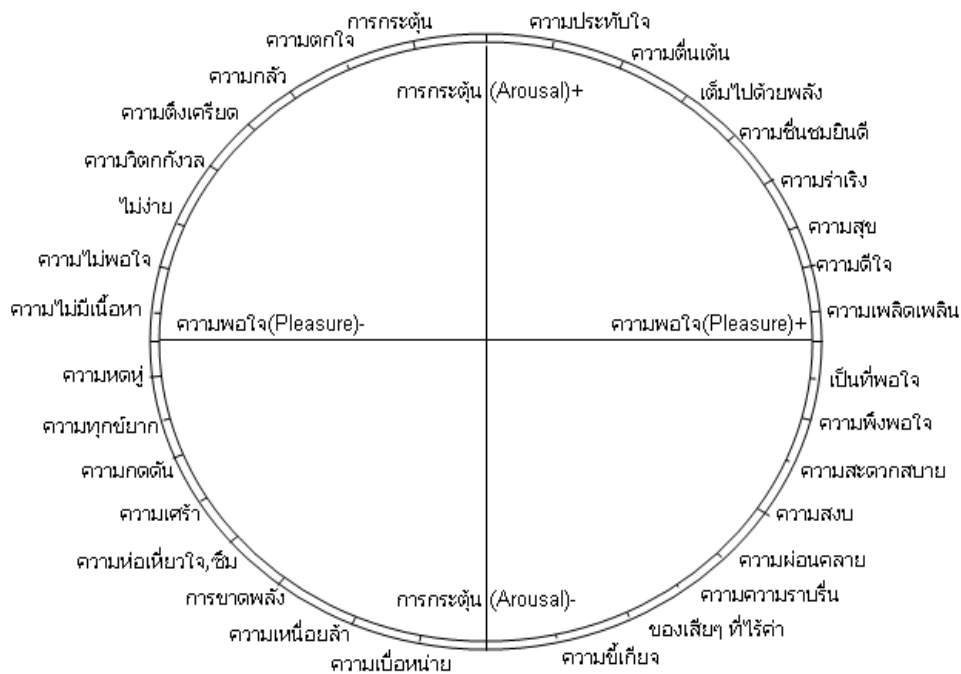 การกระตุ้น
ความประทับใจ
ความตกใจ
ความตื่นเต้น
ความกลัว
การกระตุ้น (Arousal)+
เต็มไปด้วยพลัง
ความตึงเครียด
ความชื่นชมยินดี
ความวิตกกังวล
ความร่าเริง
ไม่ง่าย
ความสุข
ความไม่พอใจ
ความดีใจ
ความไม่มีเนื้อหา
ความเพลิดเพลิน
ความพอใจ(Pleasure)-
ความพอใจ(Pleasure)+
ความหดหู่
เป็นที่พอใจ
ความทุกข์ยาก
ความพึงพอใจ
ความกดดัน
ความสะดวกสบาย
ความเศร้า
ความสงบ
ความห่อเหี่ยวใจ,ซึม
ความผ่อนคลาย
การขาดพลัง
การกระตุ้น (Arousal)-
ความความราบรื่น
ความเหนื่อยล้า
ของเสียๆ ที่ไร้ค่า
ความเบื่อหน่าย
ความขี้เกียจ